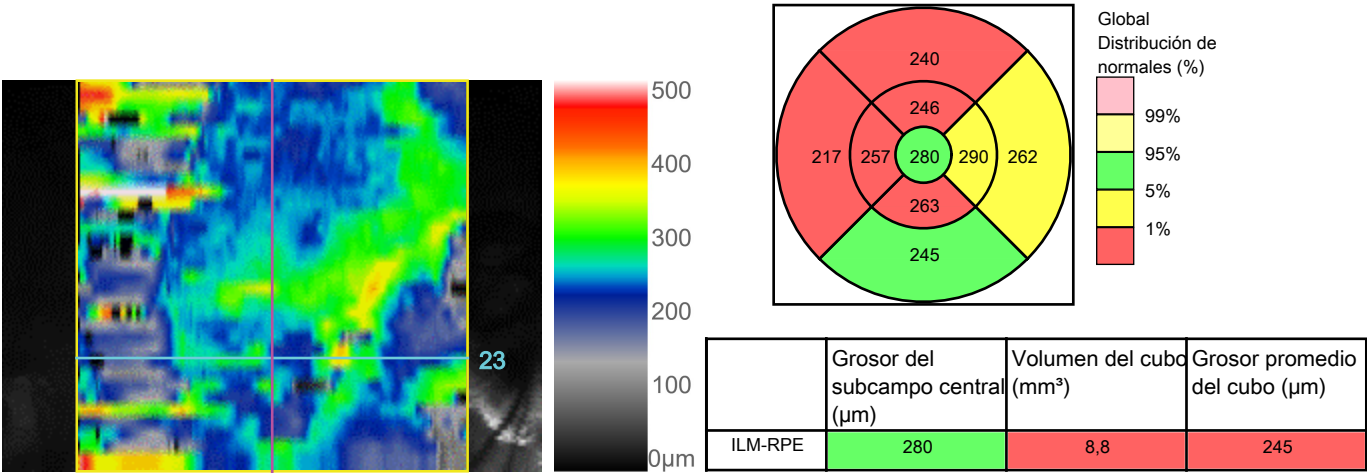 500
400
300
200
100
0µm
23
240
246
217 257 280 290 262
263
245
Global
Distribución de
normales (%)
99%
95%
5%
1%
Grosor del
subcampo central
(µm)
Volumen del cubo
(mm³)
Grosor promedio
del cubo (µm)
ILM-RPE 280 8,8 245